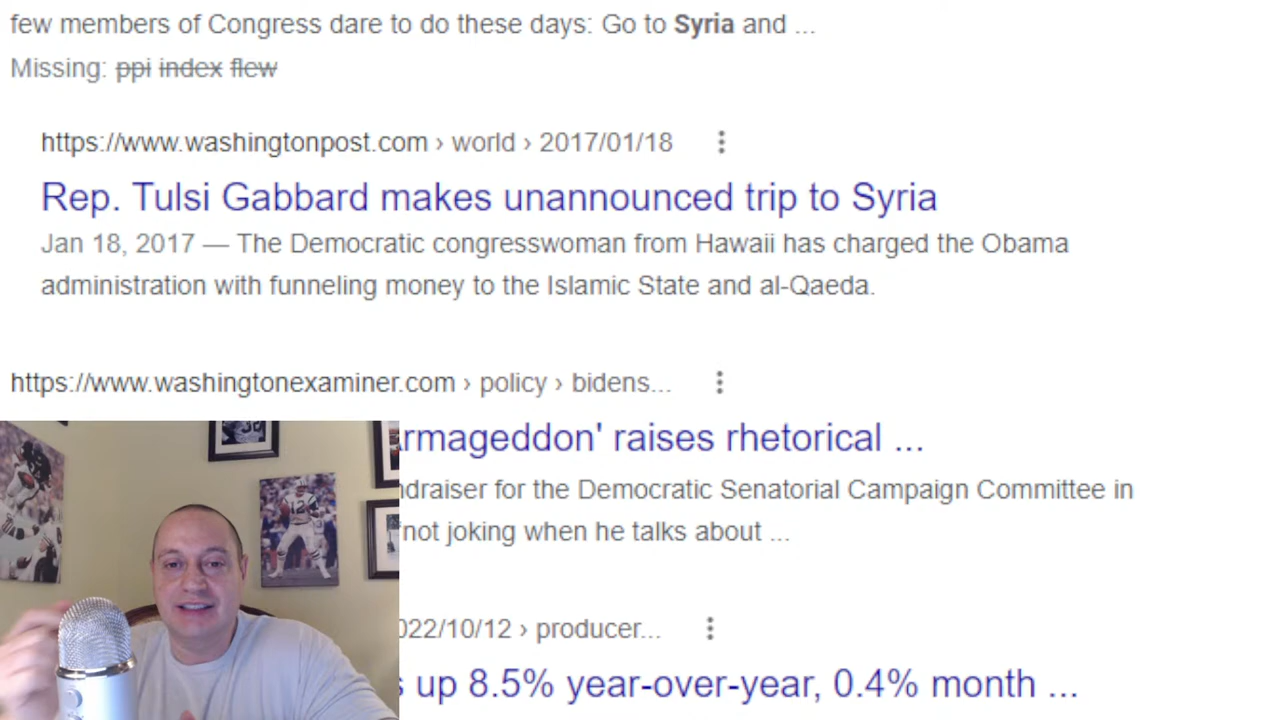 few members of Congress dare to do these days: Go to Syria and ...
Missing: ppi index flew
https://www.washingtonpost.com › world › 2017/01/18
Rep. Tulsi Gabbard makes unannounced trip to Syria
Jan 18, 2017 — The Democratic congresswoman from Hawaii has charged the Obama
administration with funneling money to the Islamic State and al-Qaeda.
https://www.washingtonexaminer.com › policy › bidens...
rmageddon' raises rhetorical ...
ndraiser for the Democratic Senatorial Campaign Committee in
'not joking when he talks about ...
022/10/12 › producer...
s up 8.5% year-over-year, 0.4% month ...
12